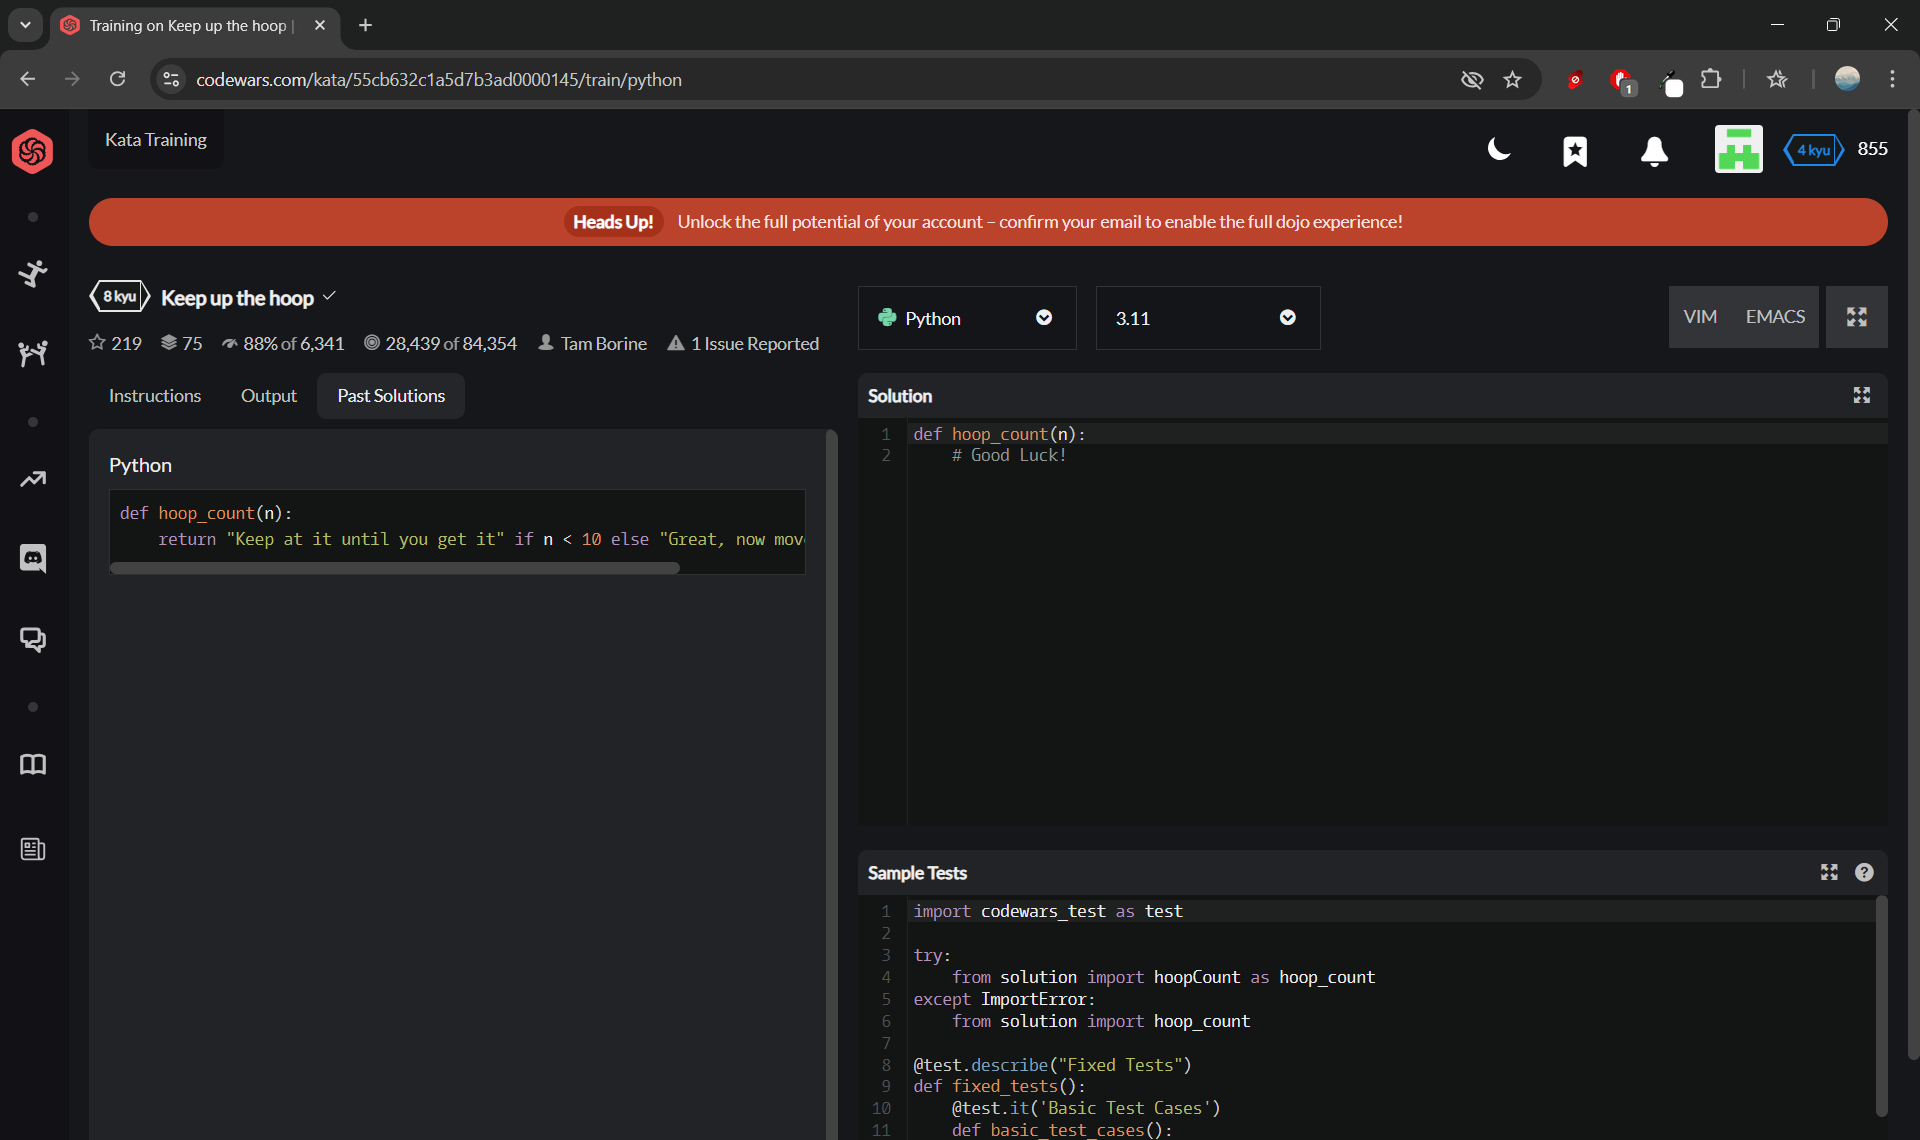 Training on Keep up the hoop |
codewars.com/kata/55cb632c1a5d7b3ad0000145/train/python
1
Kata Training
4 kyu 855
Heads Up! Unlock the full potential of your account – confirm your email to enable the full dojo experience!
8 kyu Keep up the hoop
219 75 88% of 6,341 28,439 of 84,354 Tam Borine 1 Issue Reported
Python 3.11 VIM EMACS
Instructions Output Past Solutions
Python
def hoop_count(n):
return "Keep at it until you get it" if n < 10 else "Great, now mov
Solution
1 def hoop_count(n):
2 # Good Luck!
Sample Tests
?
1 import codewars_test as test
2
3 try:
4 from solution import hoopCount as hoop_count
5 except ImportError:
6 from solution import hoop_count
7
8 @test.describe("Fixed Tests")
9 def fixed_tests():
10 @test.it('Basic Test Cases')
11 def basic_test_cases():